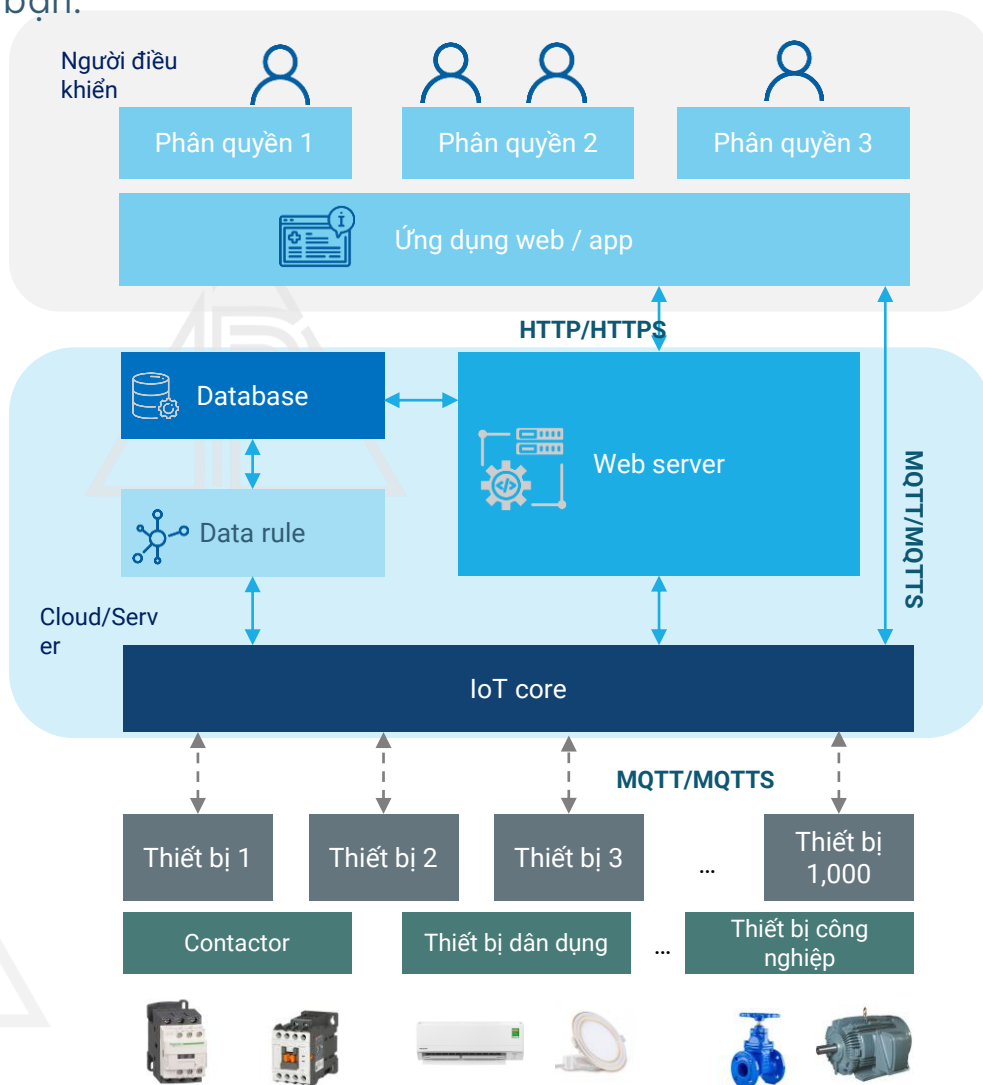 bạn.
Người điều
khiển
Phân quyền 1
Phân quyền 2
Phân quyền 3
Ứng dụng web / app
HTTP/HTTPS
Database
Web server
Data rule
MQTT/MQTTS
Cloud/Serv
er
IoT core
MQTT/MQTTS
Thiết bị 1
Thiết bị 2
Thiết bị 3
...
Thiết bị
1,000
Contactor
Thiết bị dân dụng
...
Thiết bị công
nghiệp